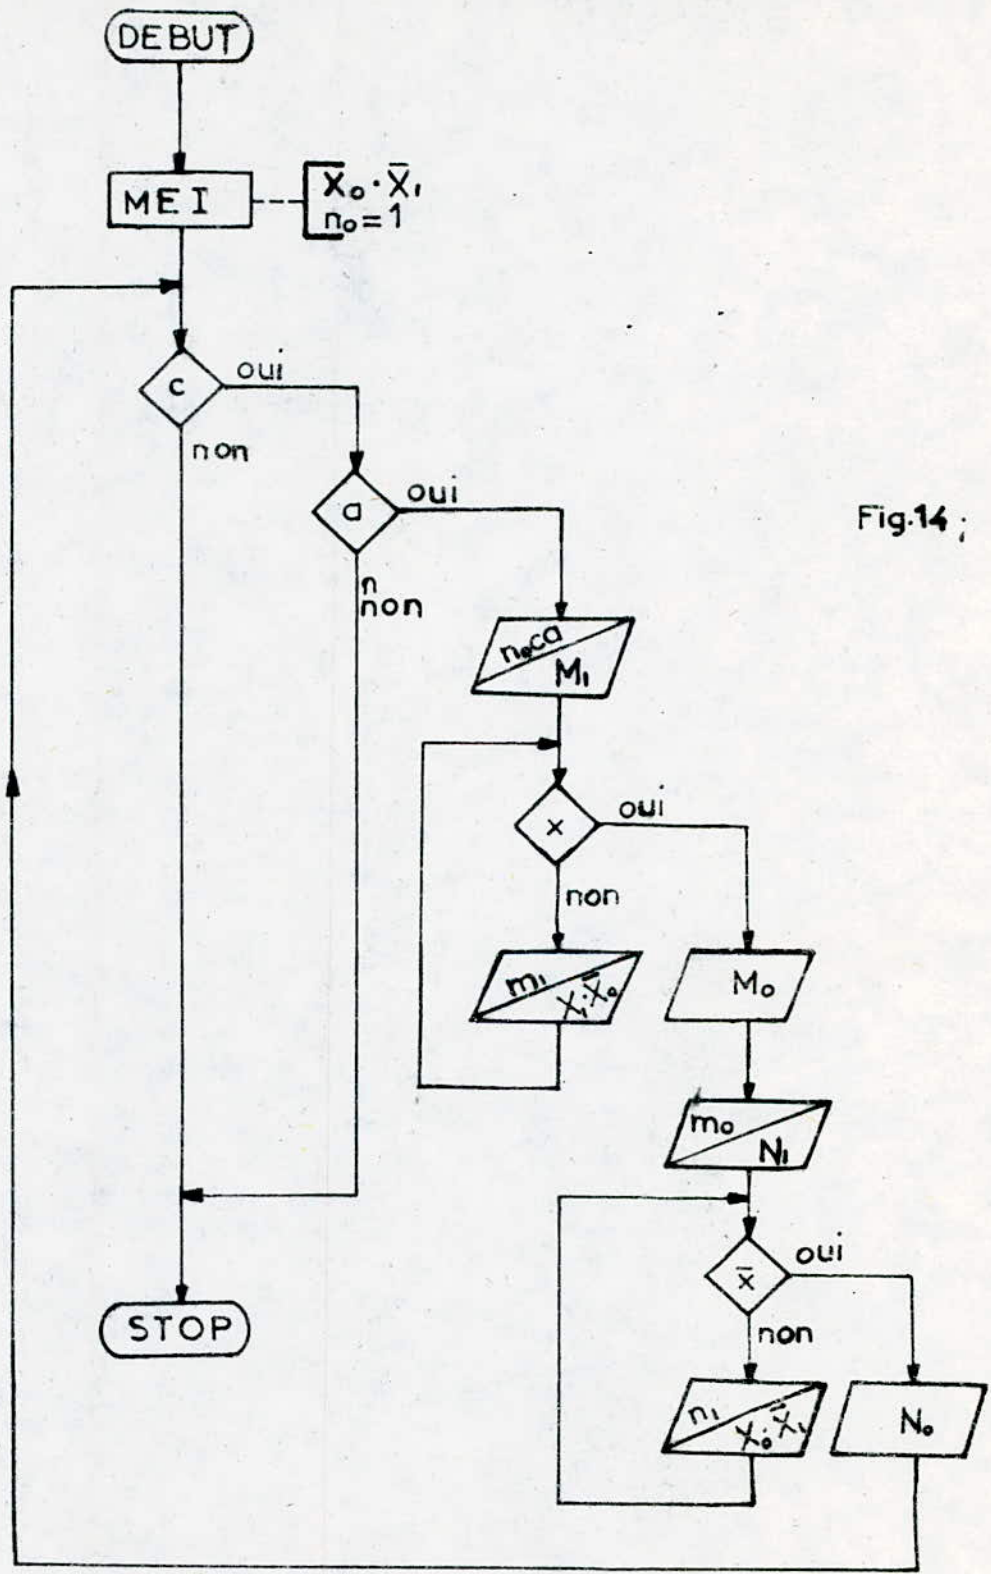 DEBUT
MEI
X₀ · X̄₁
n₀ = 1
c
oui
non
a
oui
n
non
Fig.14 ;
n₀ca
M₁
x
oui
non
m₁
X₁·X̄₀
M₀
m₀
N₁
x̄
oui
non
n₁
X₀·X̄₁
N₀
STOP